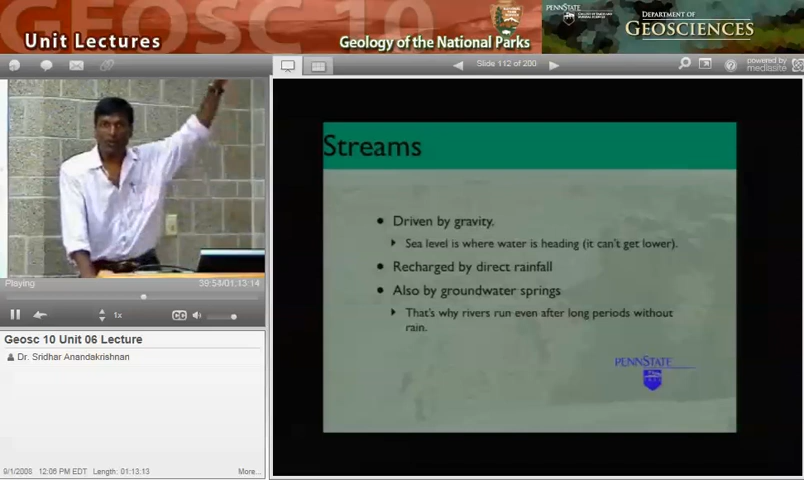 GEOSC 10
Unit Lectures
Geology of the National Parks
PENNSTATE
DEPARTMENT OF
GEOSCIENCES
Slide 112 of 200
powered by
mediasite
Playing
39:54/01:13:14
1x
CC
Geosc 10 Unit 06 Lecture
Dr. Sridhar Anandakrishnan
9/1/2008 12:06 PM EDT Length: 01:13:13
More...
Streams
• Driven by gravity.
Sea level is where water is heading (it can't get lower).
• Recharged by direct rainfall
• Also by groundwater springs
That's why rivers run even after long periods without
rain.
PENNSTATE